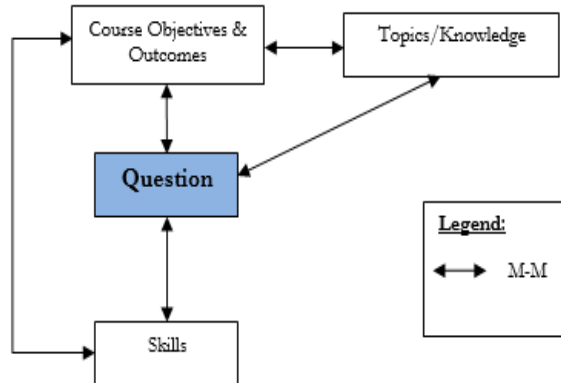 Course Objectives &
Outcomes
Topics/Knowledge
Question
Legend:
M-M
Skills